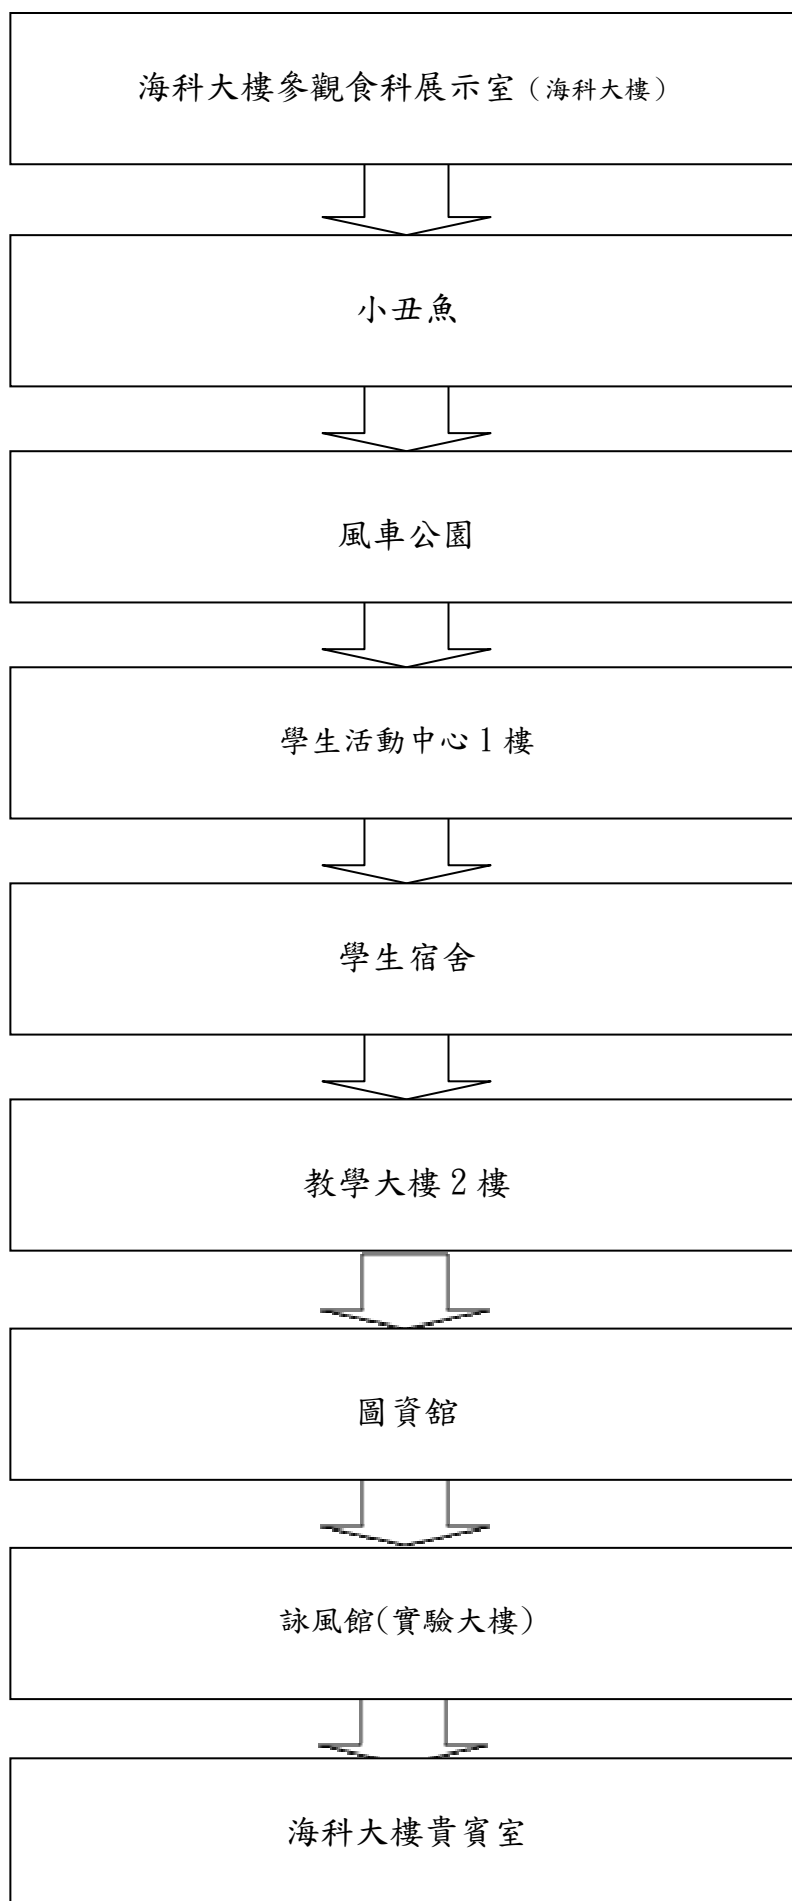 海科大樓參觀食科展示室（海科大樓）
小丑魚
風車公園
學生活動中心 1 樓
學生宿舍
教學大樓 2 樓
圖資舘
詠風館(實驗大樓)
海科大樓貴賓室